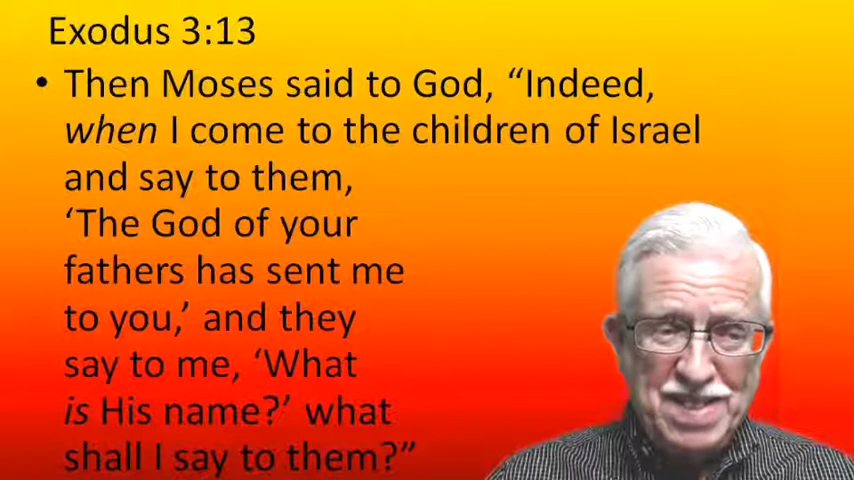 Exodus 3:13
• Then Moses said to God, “Indeed,
when I come to the children of Israel
and say to them,
‘The God of your
fathers has sent me
to you,’ and they
say to me, ‘What
is His name?’ what
shall I say to them?”